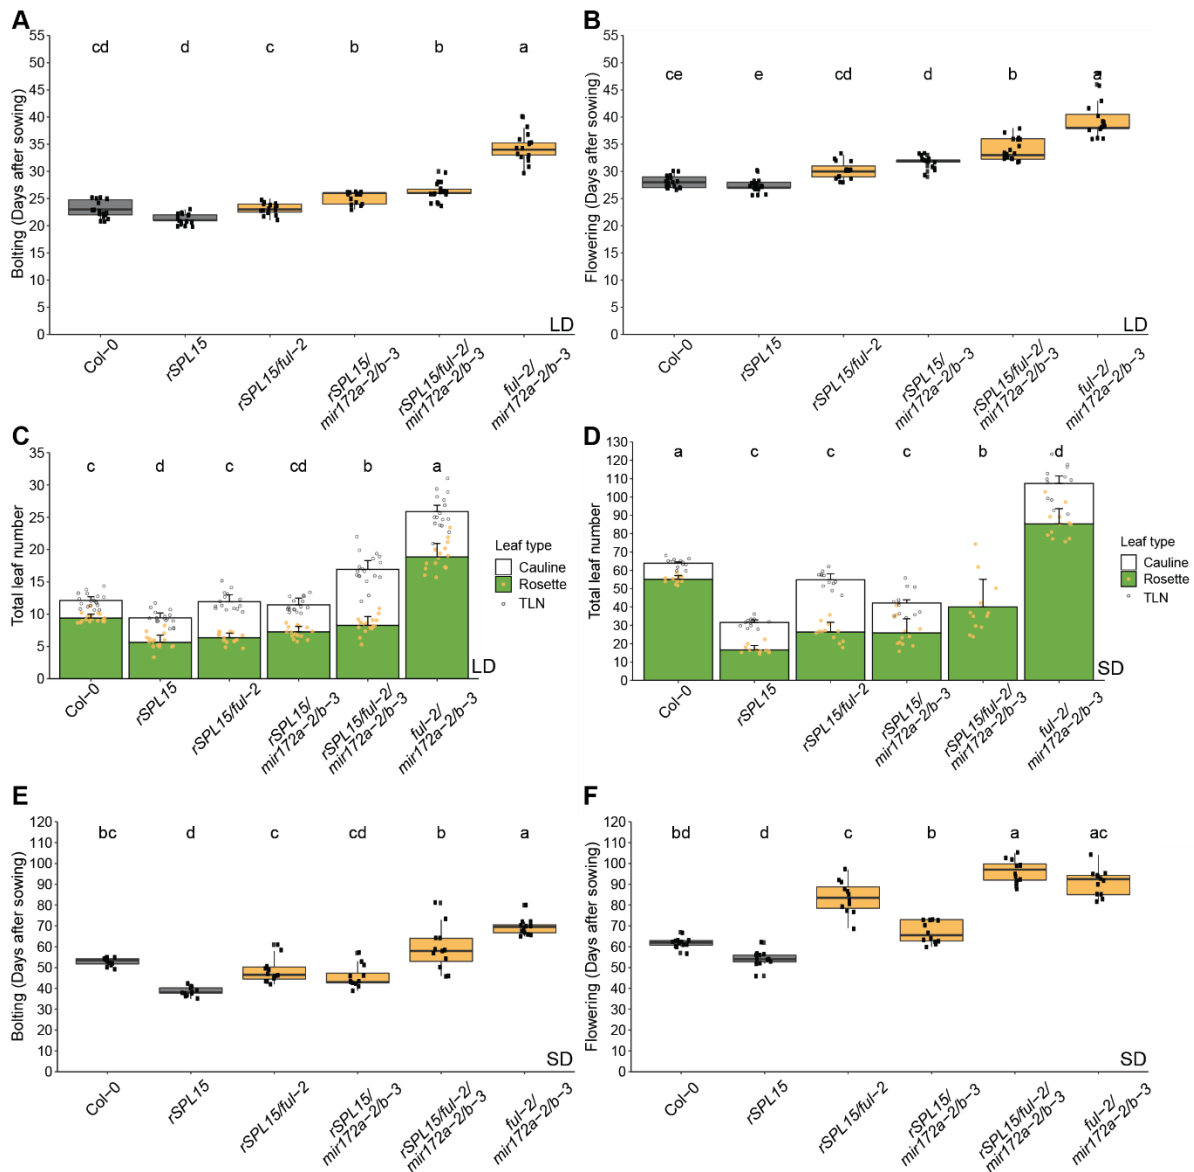 A
55
50
45
40
35
30
25
20
15
10
5
0
Bolting (Days after sowing)
cd d c b b a
LD
Col−0
rSPL15
rSPL15/ful−2
rSPL15/
mir172a−2/b−3
rSPL15/ful−2/
mir172a−2/b−3
ful−2/
mir172a−2/b−3
B
55
50
45
40
35
30
25
20
15
10
5
0
Flowering (Days after sowing)
ce e cd d b a
LD
Col−0
rSPL15
rSPL15/ful−2
rSPL15/
mir172a−2/b−3
rSPL15/ful−2/
mir172a−2/b−3
ful−2/
mir172a−2/b−3
C
35
30
25
20
15
10
5
0
Total leaf number
c d c cd b a
Leaf type
Cauline
Rosette
TLN
LD
Col−0
rSPL15
rSPL15/ful−2
rSPL15/
mir172a−2/b−3
rSPL15/ful−2/
mir172a−2/b−3
ful−2/
mir172a−2/b−3
D
130
120
110
100
90
80
70
60
50
40
30
20
10
0
Total leaf number
a c c c b d
Leaf type
Cauline
Rosette
TLN
SD
Col−0
rSPL15
rSPL15/ful−2
rSPL15/
mir172a−2/b−3
rSPL15/ful−2/
mir172a−2/b−3
ful−2/
mir172a−2/b−3
E
120
110
100
90
80
70
60
50
40
30
20
10
0
Bolting (Days after sowing)
bc d c cd b a
SD
Col−0
rSPL15
rSPL15/ful−2
rSPL15/
mir172a−2/b−3
rSPL15/ful−2/
mir172a−2/b−3
ful−2/
mir172a−2/b−3
F
120
110
100
90
80
70
60
50
40
30
20
10
0
Flowering (Days after sowing)
bd d c b a ac
SD
Col−0
rSPL15
rSPL15/ful−2
rSPL15/
mir172a−2/b−3
rSPL15/ful−2/
mir172a−2/b−3
ful−2/
mir172a−2/b−3